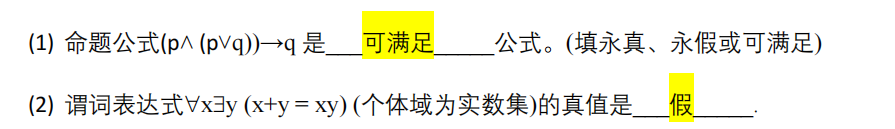 (1) 命题公式(p∧ (p∨q))→q 是___可满足_____公式。(填永真、永假或可满足)
(2) 谓词表达式∀x∃y (x+y = xy) (个体域为实数集)的真值是___假_____.